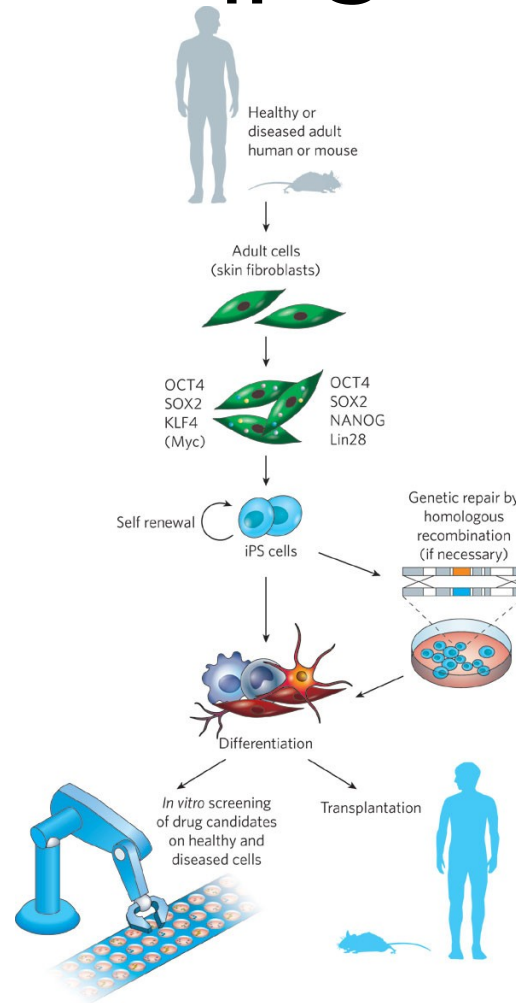 Healthy or
diseased adult
human or mouse
Adult cells
(skin fibroblasts)
OCT4
SOX2
KLF4
(Myc)
OCT4
SOX2
NANOG
Lin28
Self renewal
iPS cells
Genetic repair by
homologous
recombination
(if necessary)
Differentiation
In vitro screening
of drug candidates
on healthy and
diseased cells
Transplantation